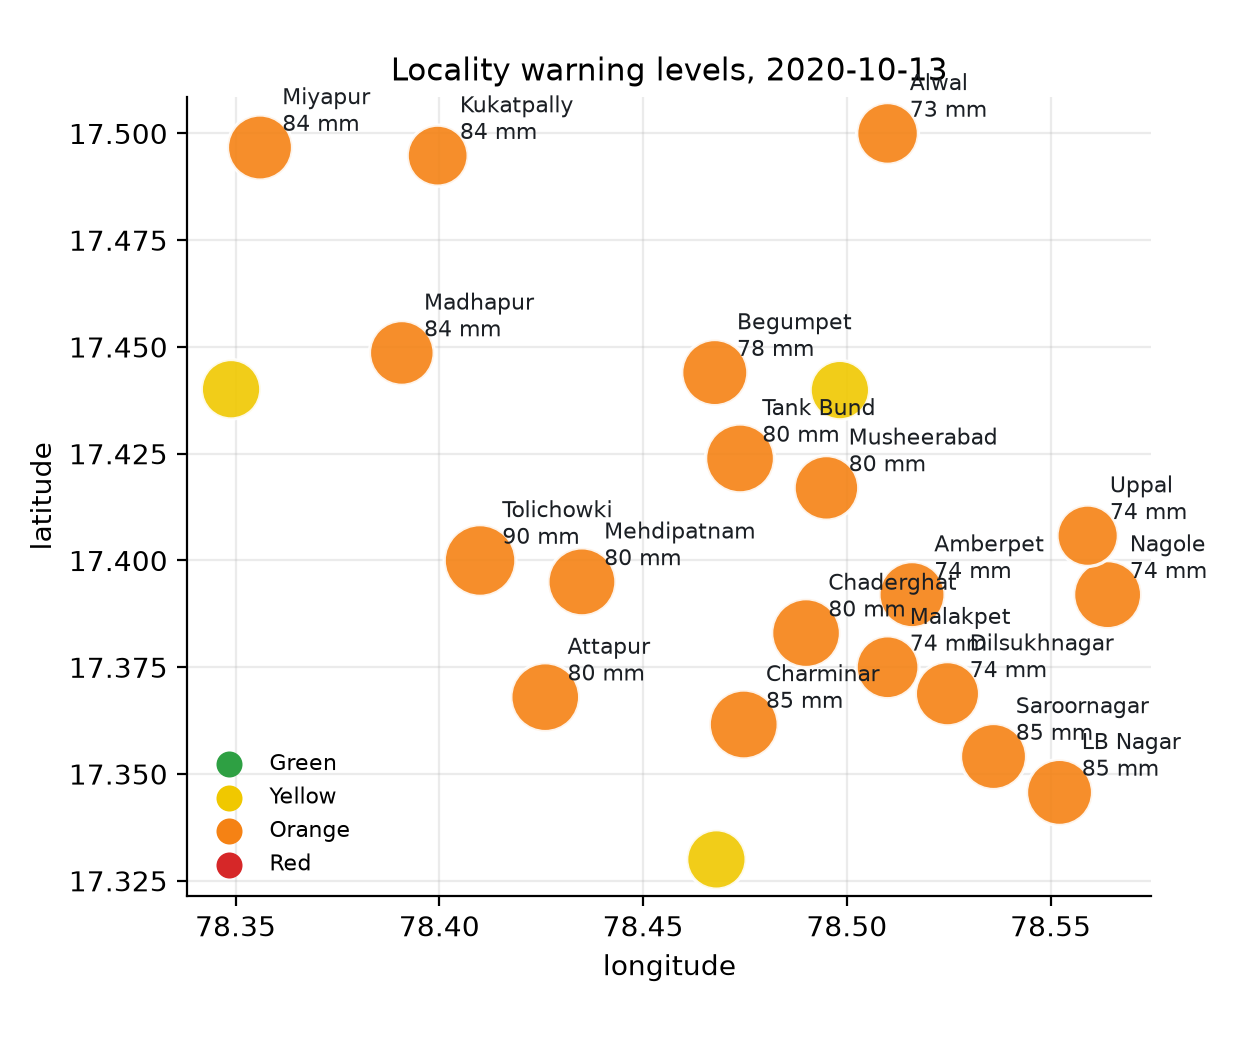 Locality warning levels, 2020-10-13
Alwal
73 mm
Miyapur
84 mm
Kukatpally
84 mm
Madhapur
84 mm
Begumpet
78 mm
Tank Bund
80 mm
Musheerabad
80 mm
Uppal
74 mm
Tolichowki
90 mm
Mehdipatnam
80 mm
Amberpet
74 mm
Nagole
74 mm
Chaderghat
80 mm
Malakpet
74 mm
Dilsukhnagar
74 mm
Attapur
80 mm
Charminar
85 mm
Saroornagar
85 mm
LB Nagar
85 mm
Green
Yellow
Orange
Red
17.500
17.475
17.450
17.425
17.400
17.375
17.350
17.325
latitude
78.35 78.40 78.45 78.50 78.55
longitude